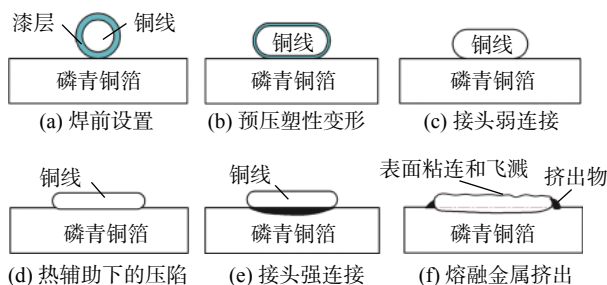 漆层
铜线
磷青铜箔
(a) 焊前设置
铜线
磷青铜箔
(b) 预压塑性变形
铜线
磷青铜箔
(c) 接头弱连接
铜线
磷青铜箔
(d) 热辅助下的压陷
铜线
磷青铜箔
(e) 接头强连接
表面粘连和飞溅
挤出物
磷青铜箔
(f) 熔融金属挤出